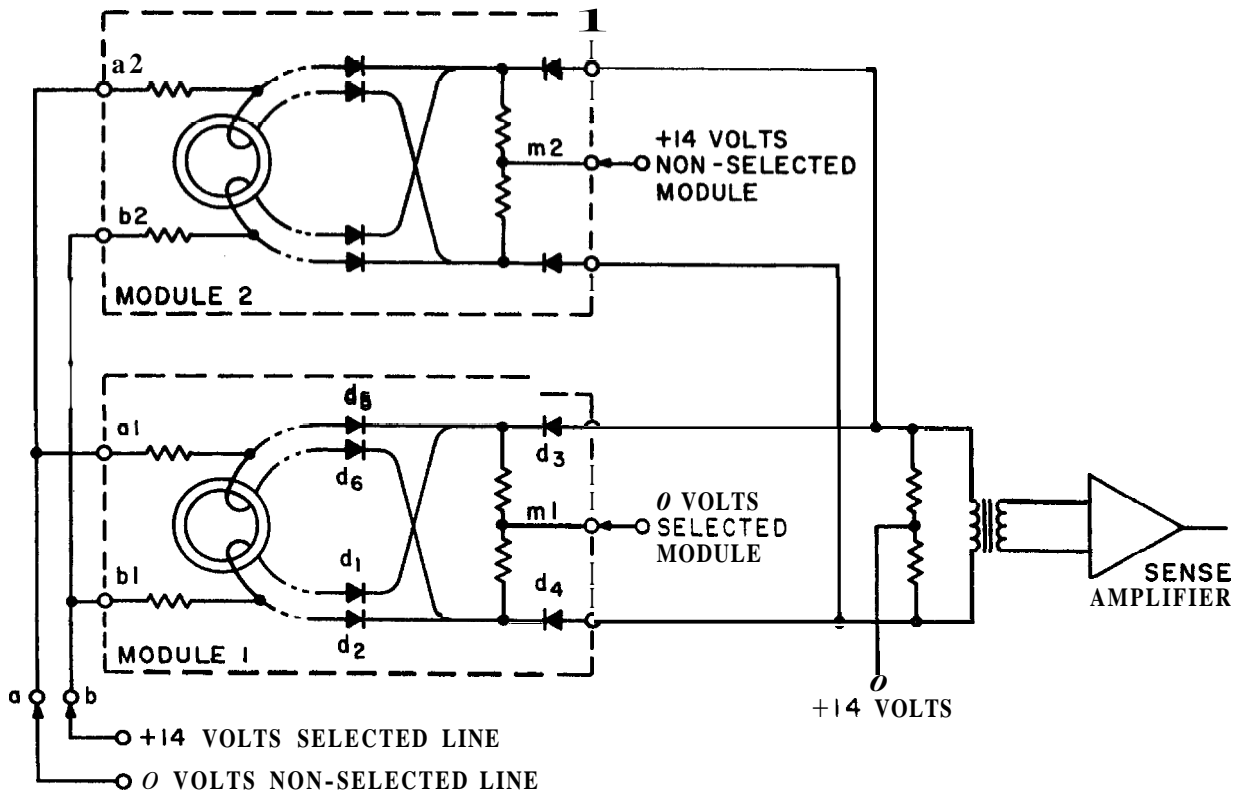 1
a2
+14 VOLTS
NON-SELECTED
MODULE
m2
b2
MODULE 2
d5
a1
d3
d6
0 VOLTS
SELECTED
MODULE
m1
d1
b1
d4
d2
MODULE 1
SENSE
AMPLIFIER
a
b
0
+14 VOLTS
+14 VOLTS SELECTED LINE
0 VOLTS NON-SELECTED LINE